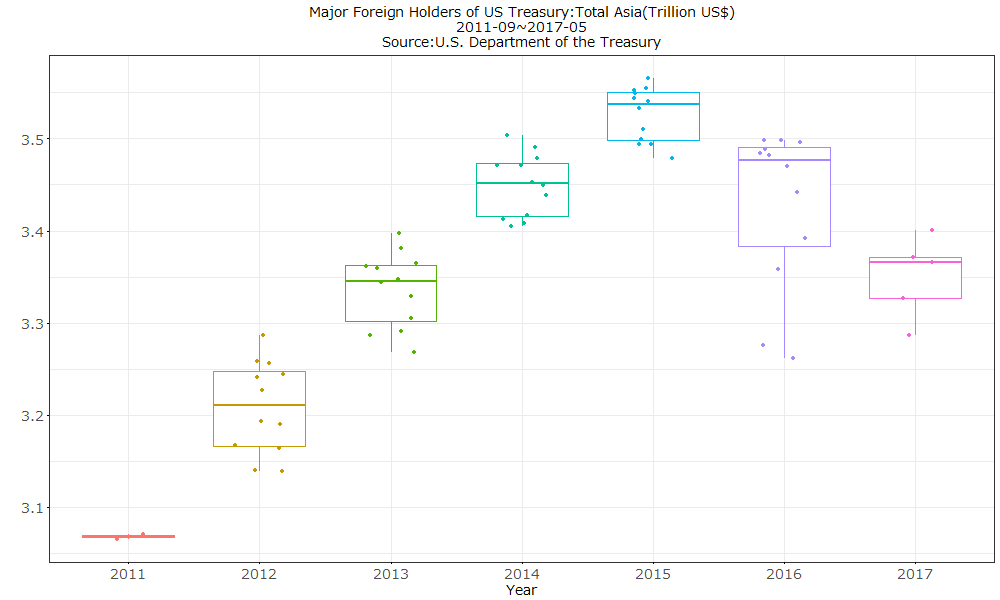 Major Foreign Holders of US Treasury:Total Asia(Trillion US$)
2011-09~2017-05
Source:U.S. Department of the Treasury
3.5
3.4
3.3
3.2
3.1
2011 2012 2013 2014 2015 2016 2017
Year